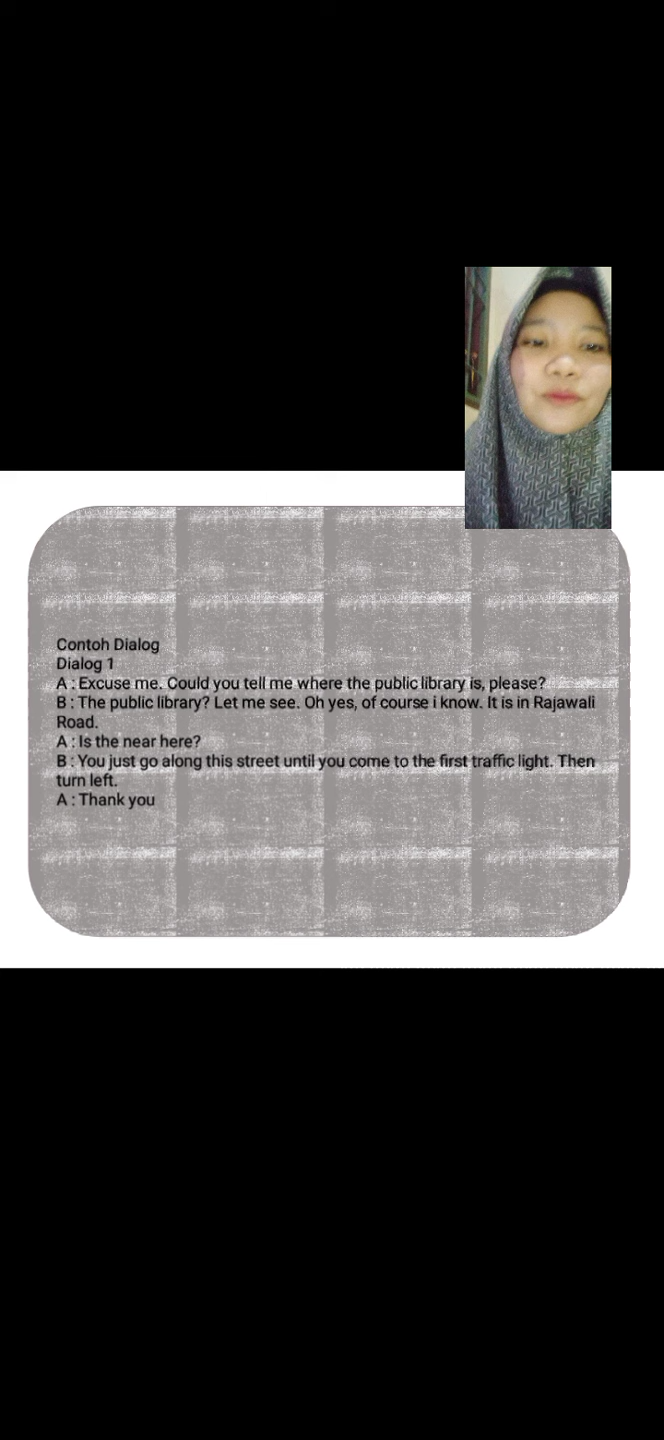 Contoh Dialog
Dialog 1
A : Excuse me. Could you tell me where the public library is, please?
B : The public library? Let me see. Oh yes, of course i know. It is in Rajawali
Road.
A : Is the near here?
B : You just go along this street until you come to the first traffic light. Then
turn left.
A : Thank you